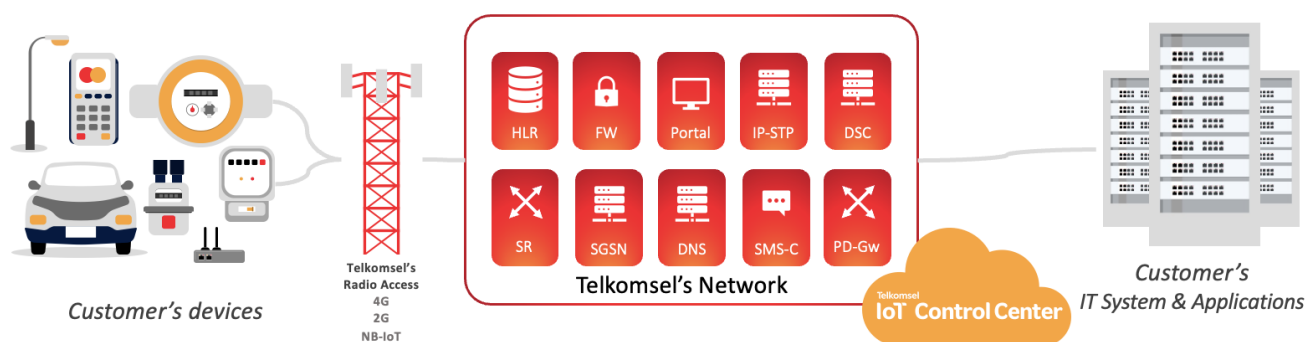 HLR
FW
Portal
IP-STP
DSC
SR
SGSN
DNS
SMS-C
PD-Gw
Telkomsel's Network
Telkomsel's
Radio Access
4G
2G
NB-IoT
Customer's devices
Telkomsel
IoT Control Center
Customer's
IT System & Applications